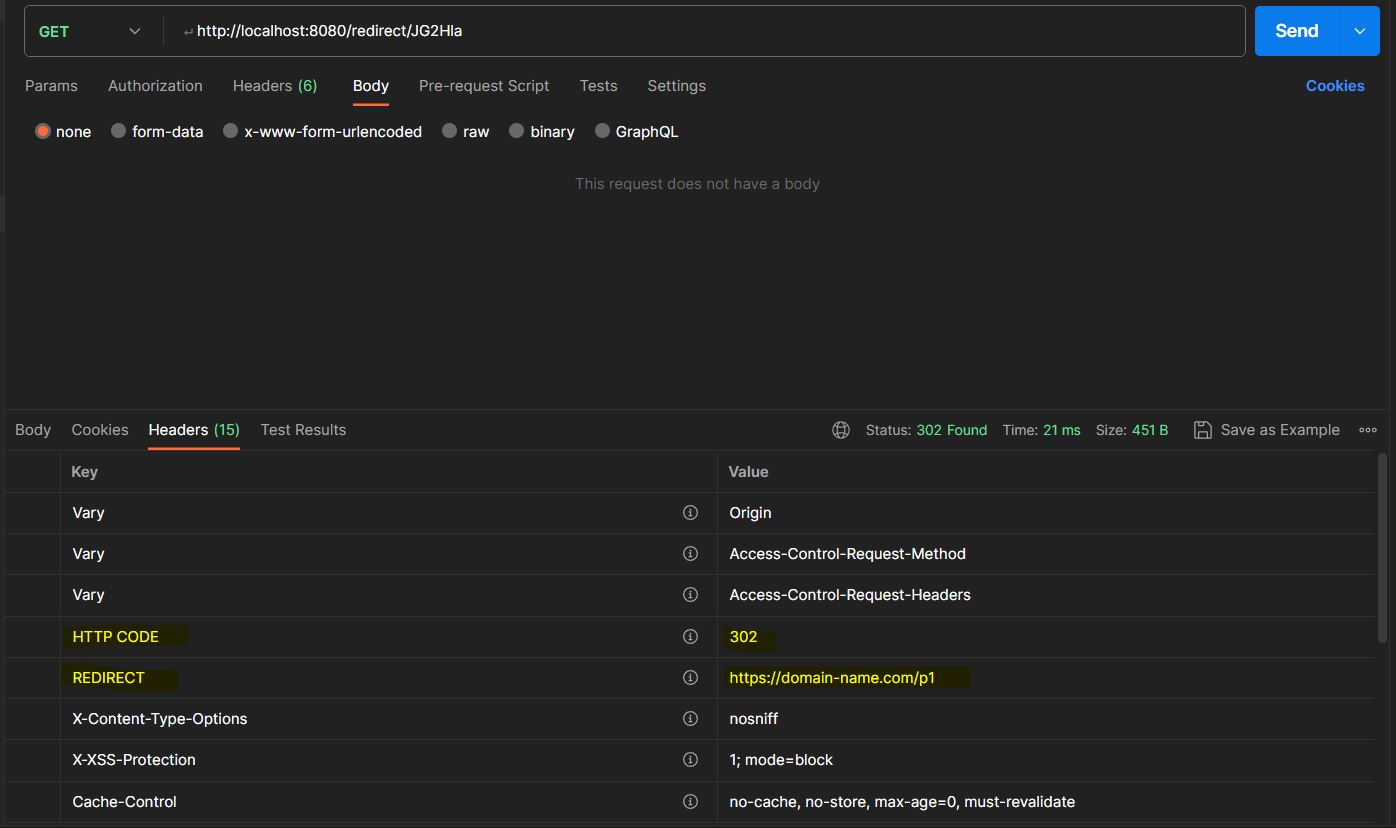 GET http://localhost:8080/redirect/JG2Hla Send
Params Authorization Headers (6) Body Pre-request Script Tests Settings Cookies
none form-data x-www-form-urlencoded raw binary GraphQL
This request does not have a body
Body Cookies Headers (15) Test Results Status: 302 Found Time: 21 ms Size: 451 B Save as Example
Key Value
Vary Origin
Vary Access-Control-Request-Method
Vary Access-Control-Request-Headers
HTTP CODE 302
REDIRECT https://domain-name.com/p1
X-Content-Type-Options nosniff
X-XSS-Protection 1; mode=block
Cache-Control no-cache, no-store, max-age=0, must-revalidate